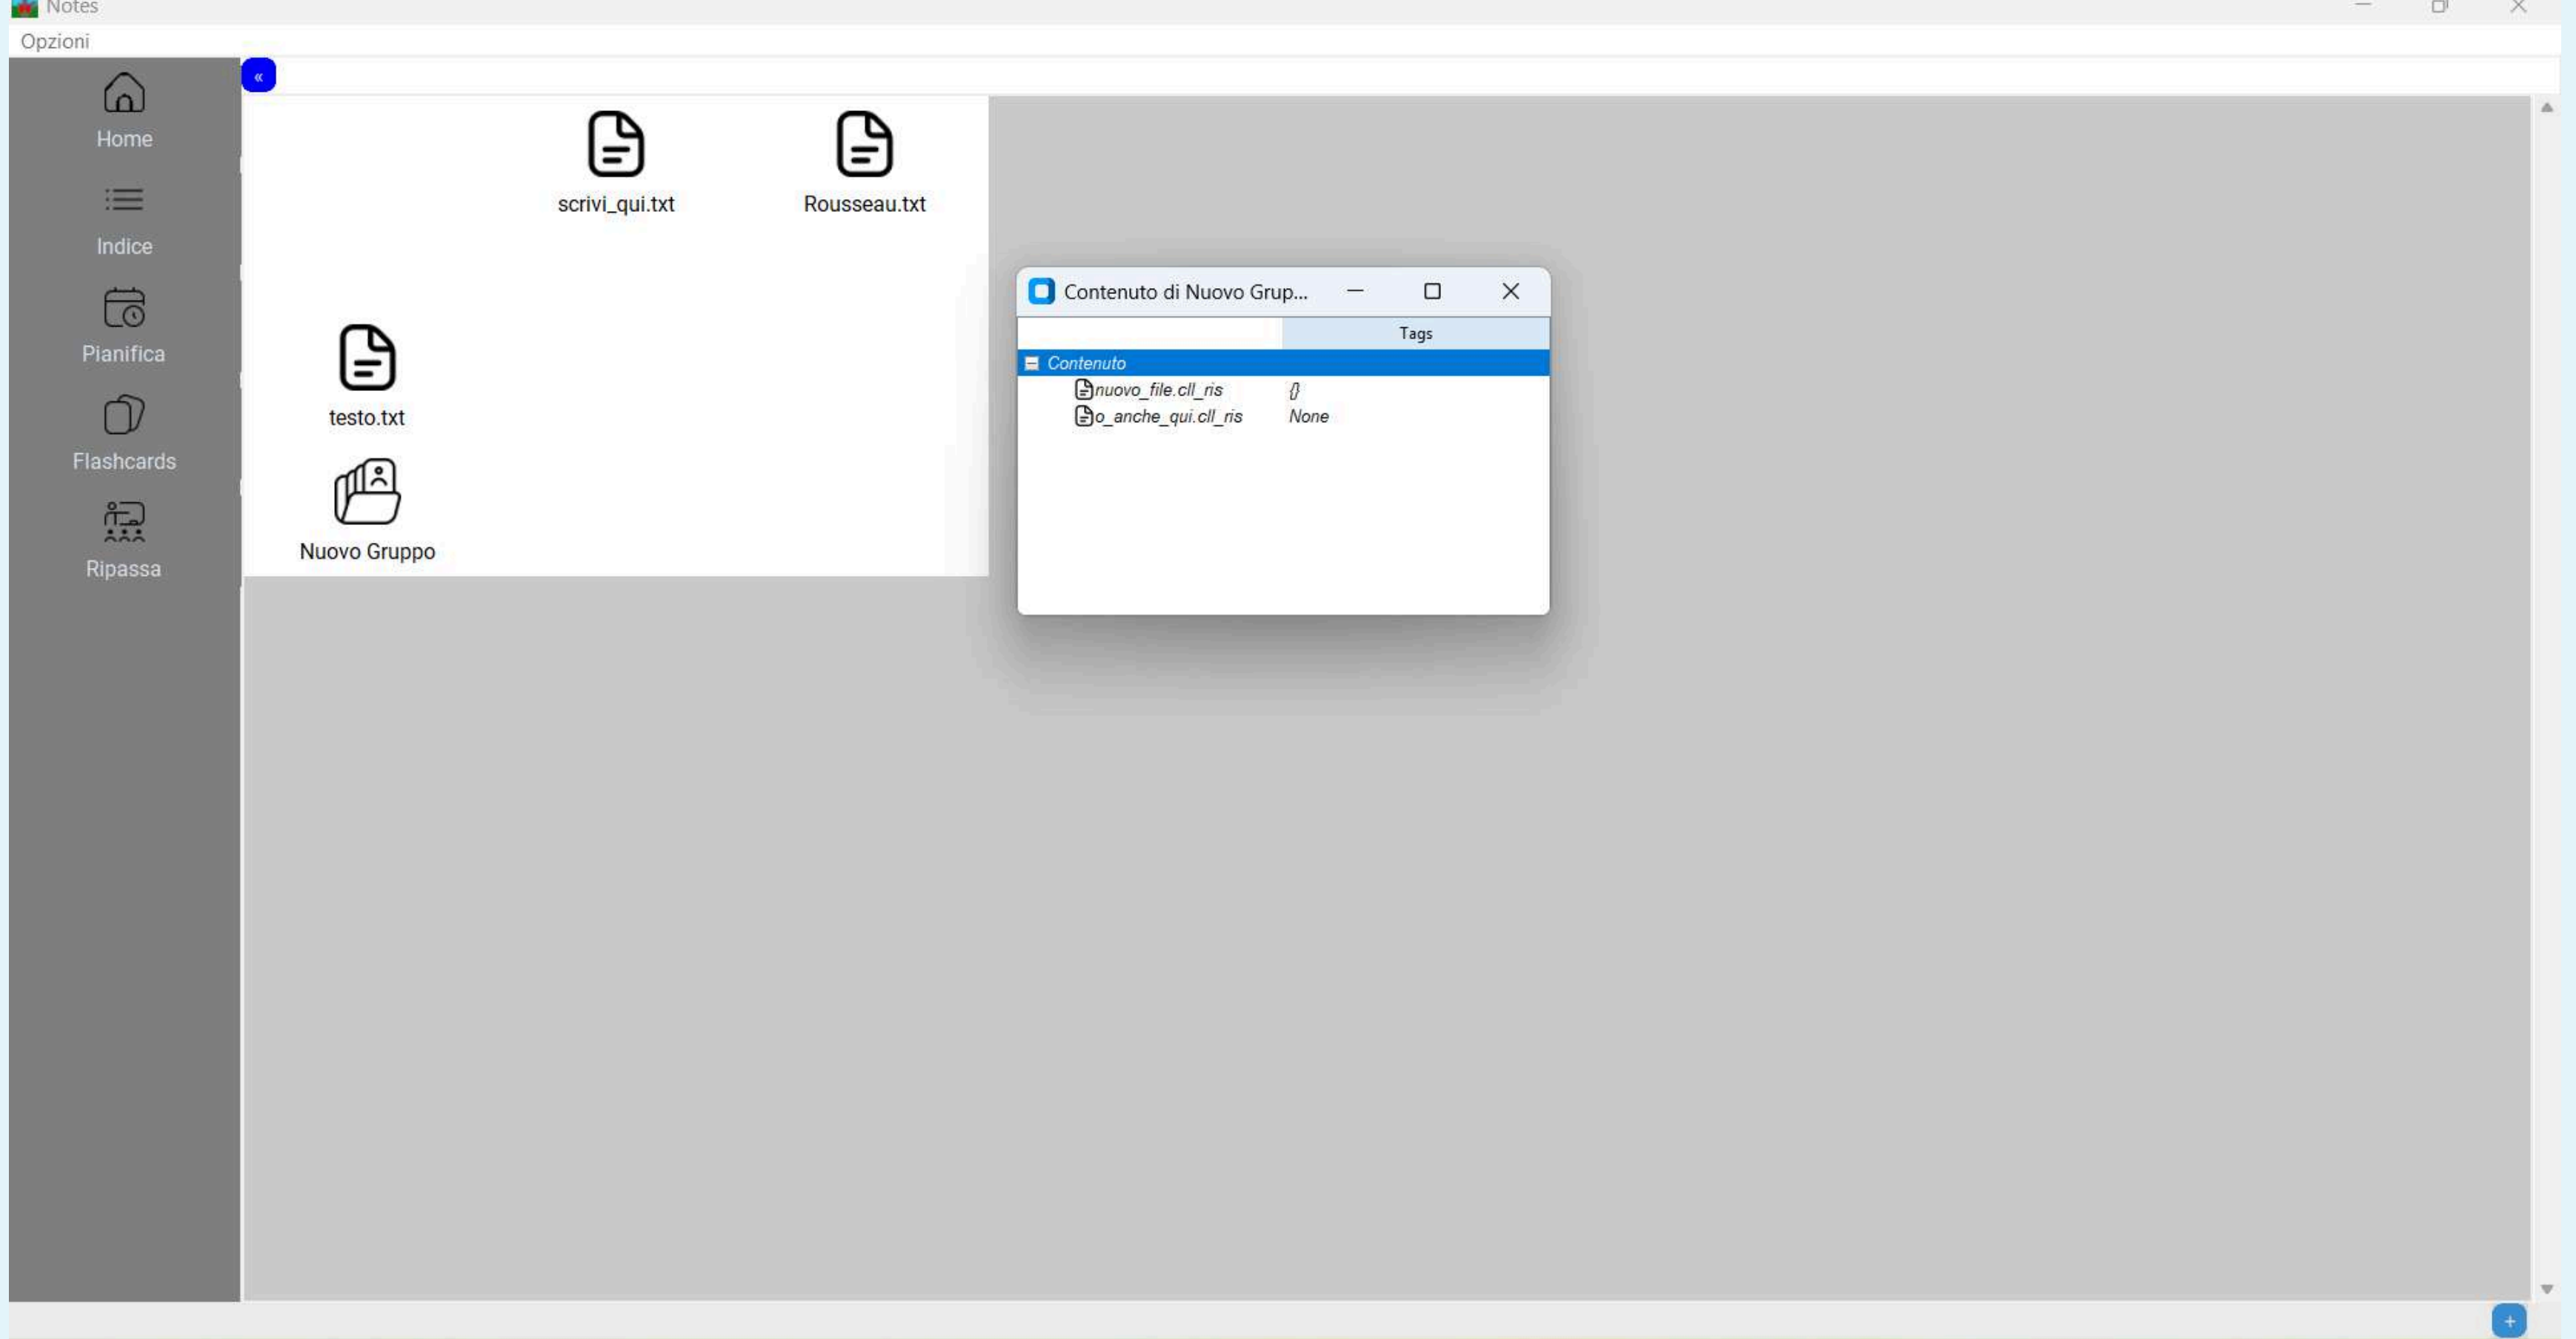 Notes
Opzioni
«
Home
Indice
Pianifica
Flashcards
Ripassa
scrivi_qui.txt
Rousseau.txt
testo.txt
Nuovo Gruppo
Contenuto di Nuovo Grup...
Tags
Contenuto
nuovo_file.cll_ris {}
o_anche_qui.cll_ris None
+